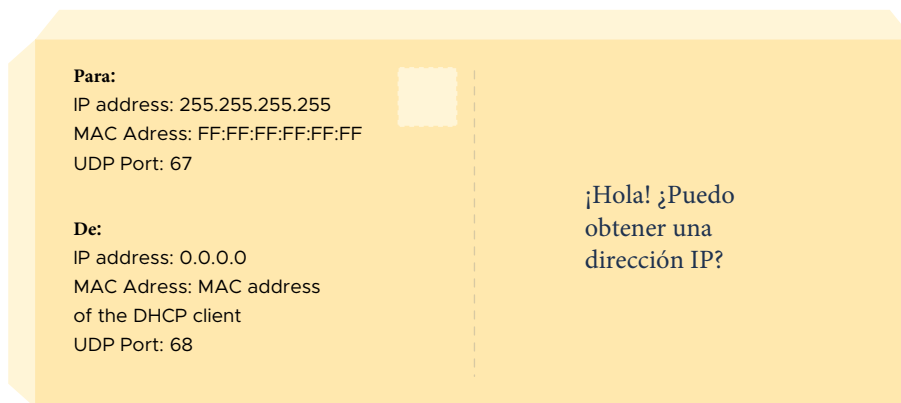 Para:
IP address: 255.255.255.255
MAC Adress: FF:FF:FF:FF:FF:FF
UDP Port: 67
De:
IP address: 0.0.0.0
MAC Adress: MAC address
of the DHCP client
UDP Port: 68
¡Hola! ¿Puedo
obtener una
dirección IP?